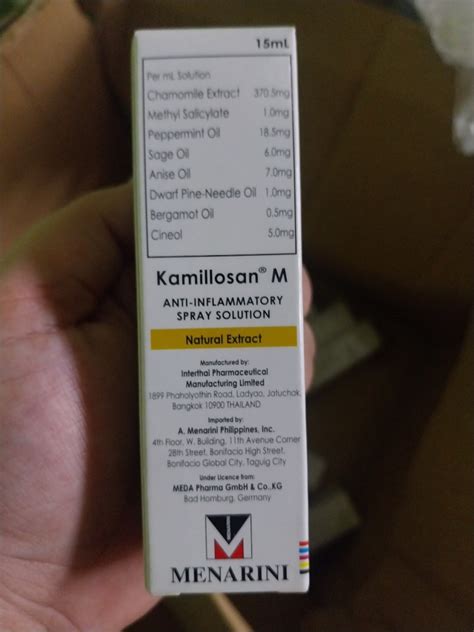 15mL
Per mL Solution
Chamomile Extract 370.5mg
Methyl Salicylate 1.0mg
Peppermint Oil 18.5mg
Sage Oil 6.0mg
Anise Oil 7.0mg
Dwarf Pine-Needle Oil 1.0mg
Bergamot Oil 0.5mg
Cineol 5.0mg
Kamillosan® M
ANTI-INFLAMMATORY
SPRAY SOLUTION
Natural Extract
Manufactured by:
Interthai Pharmaceutical
Manufacturing Limited
1899 Phaholyothin Road, Ladyao, Jatuchok,
Bangkok 10900 THAILAND
Imported by:
A. Menarini Philippines, Inc.
4th Floor, W. Building, 11th Avenue Corner
28th Street, Bonifacio High Street,
Bonifacio Global City, Taguig City
Under Licence from:
MEDA Pharma GmbH & Co.,KG
Bad Homburg, Germany
MENARINI